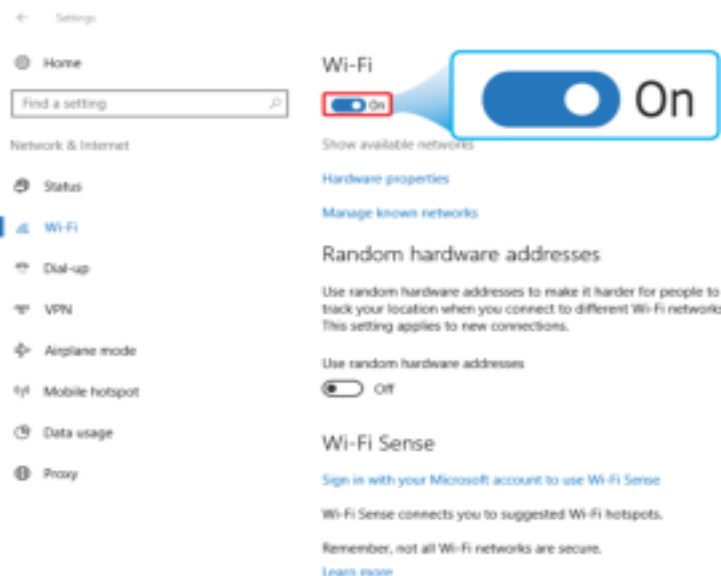 Settings
Home
Find a setting
Network & Internet
Status
Wi-Fi
Dial-up
VPN
Airplane mode
Mobile hotspot
Data usage
Proxy
Wi-Fi
On
On
Show available networks
Hardware properties
Manage known networks
Random hardware addresses
Use random hardware addresses to make it harder for people to
track your location when you connect to different Wi-Fi networks
This setting applies to new connections.
Use random hardware addresses
Off
Wi-Fi Sense
Sign in with your Microsoft account to use Wi-Fi Sense
Wi-Fi Sense connects you to suggested Wi-Fi hotspots.
Remember, not all Wi-Fi networks are secure.
Learn more